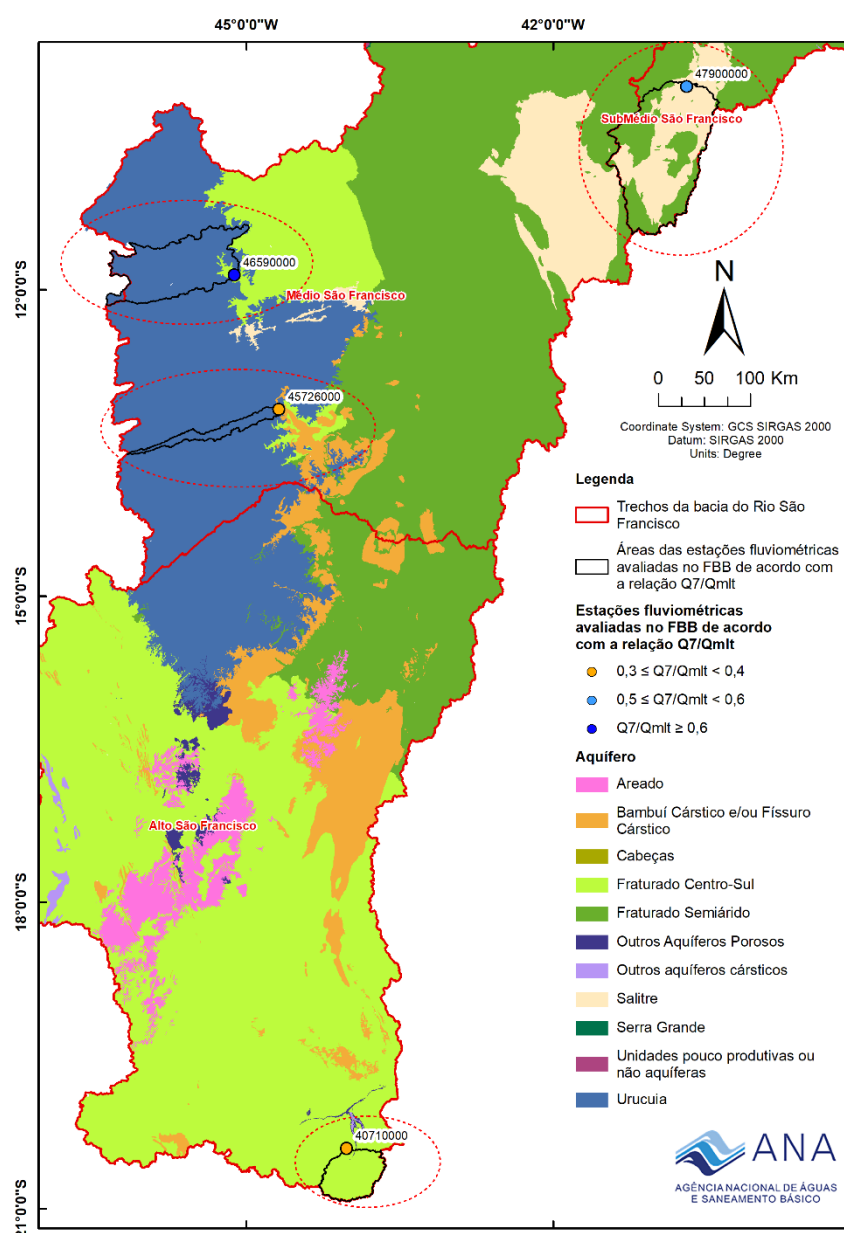 45°0'0"S
42°0'0"S
47900000
SubMédio São Francisco
46590000
12°0'0"S
Médio São Francisco
N
0 50 100 Km
45726000
Coordinate System: GCS SIRGAS 2000
Datum: SIRGAS 2000
Units: Degree
Legenda
Trechos da bacia do Rio São
Francisco
Áreas das estações fluviométricas
avaliadas no FBB de acordo com
a relação Q7/Qmlt
15°0'0"S
Estações fluviométricas
avaliadas no FBB de acordo
com a relação Q7/Qmlt
0,3 ≤ Q7/Qmlt < 0,4
0,5 ≤ Q7/Qmlt < 0,6
Q7/Qmlt ≥ 0,6
Aquífero
Areado
Bambuí Cárstico e/ou Físsuro
Cárstico
Cabeças
Fraturado Centro-Sul
Fraturado Semiárido
Outros Aquíferos Porosos
Outros aquíferos cársticos
Salitre
Serra Grande
Unidades pouco produtivas ou
não aquíferas
Urucuia
Alto São Francisco
18°0'0"S
40710000
21°0'0"S
ANA
AGÊNCIA NACIONAL DE ÁGUAS
E SANEAMENTO BÁSICO